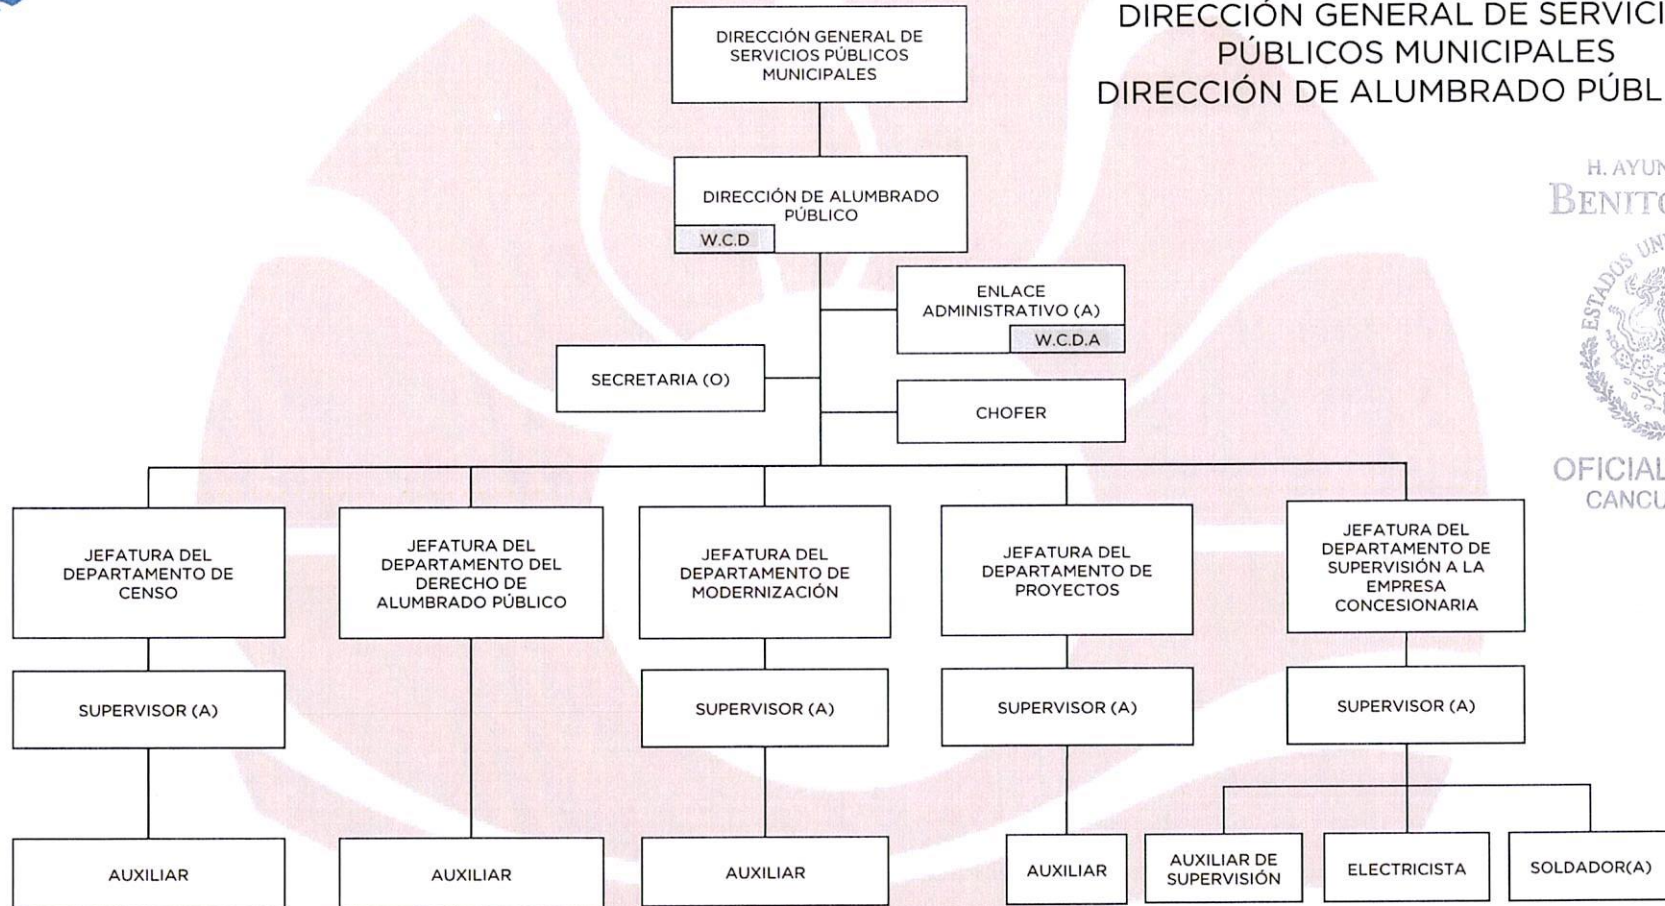 DIRECCIÓN GENERAL DE SERVICI
PÚBLICOS MUNICIPALES
DIRECCIÓN DE ALUMBRADO PÚBL
DIRECCIÓN GENERAL DE
SERVICIOS PÚBLICOS
MUNICIPALES
DIRECCIÓN DE ALUMBRADO
PÚBLICO
W.C.D
H. AYUN
BENITO
ESTADOS UNI
OFICIAL
CANCU
ENLACE
ADMINISTRATIVO (A)
W.C.D.A
SECRETARIA (O)
CHOFER
JEFATURA DEL
DEPARTAMENTO DE
CENSO
JEFATURA DEL
DEPARTAMENTO DEL
DERECHO DE
ALUMBRADO PÚBLICO
JEFATURA DEL
DEPARTAMENTO DE
MODERNIZACIÓN
JEFATURA DEL
DEPARTAMENTO DE
PROYECTOS
JEFATURA DEL
DEPARTAMENTO DE
SUPERVISIÓN A LA
EMPRESA
CONCESIONARIA
SUPERVISOR (A)
SUPERVISOR (A)
SUPERVISOR (A)
SUPERVISOR (A)
AUXILIAR
AUXILIAR
AUXILIAR
AUXILIAR
AUXILIAR DE
SUPERVISIÓN
ELECTRICISTA
SOLDADOR(A)